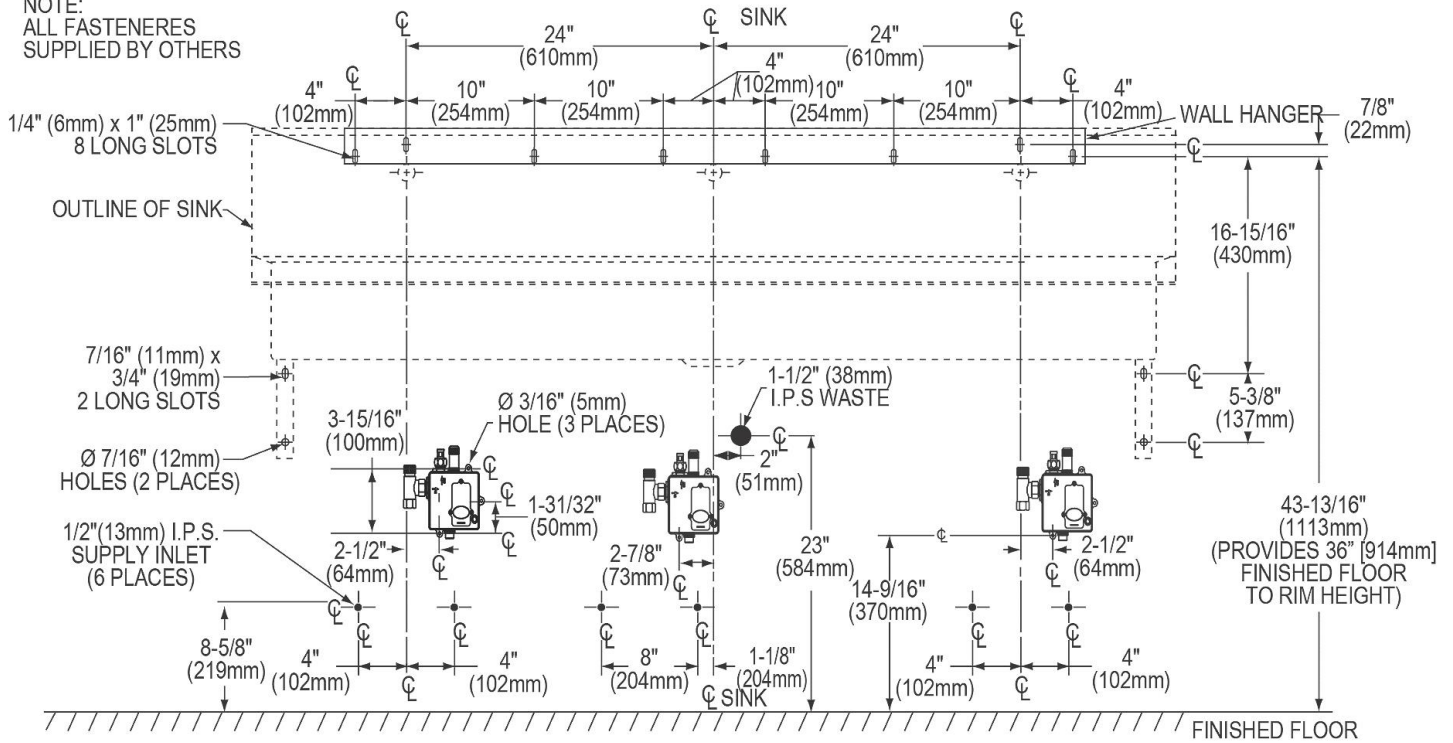 NOTE:
ALL FASTENERES
SUPPLIED BY OTHERS
℄
℄ SINK
℄
24"
(610mm)
24"
(610mm)
℄
4"
(102mm)
10"
(254mm)
10"
(254mm)
4"
(102mm)
10"
(254mm)
10"
(254mm)
℄
4"
(102mm)
WALL HANGER
7/8"
(22mm)
1/4" (6mm) x 1" (25mm)
8 LONG SLOTS
℄
OUTLINE OF SINK
16-15/16"
(430mm)
7/16" (11mm) x
3/4" (19mm)
2 LONG SLOTS
℄
5-3/8"
(137mm)
℄
1-1/2" (38mm)
I.P.S WASTE
℄
Ø 3/16" (5mm)
HOLE (3 PLACES)
3-15/16"
(100mm)
Ø 7/16" (12mm)
HOLES (2 PLACES)
℄
℄
1-31/32"
(50mm)
℄
2"
(51mm)
43-13/16"
(1113mm)
(PROVIDES 36” [914mm]
FINISHED FLOOR
TO RIM HEIGHT)
1/2"(13mm) I.P.S.
SUPPLY INLET
(6 PLACES)
2-1/2"
(64mm)
℄
2-7/8"
(73mm)
℄
23"
(584mm)
℄
14-9/16"
(370mm)
2-1/2"
(64mm)
℄
℄
℄
℄
℄
℄
℄
℄
8-5/8"
(219mm)
4"
(102mm)
4"
(102mm)
℄
8"
(204mm)
1-1/8"
(204mm)
℄ SINK
4"
(102mm)
4"
(102mm)
℄
FINISHED FLOOR